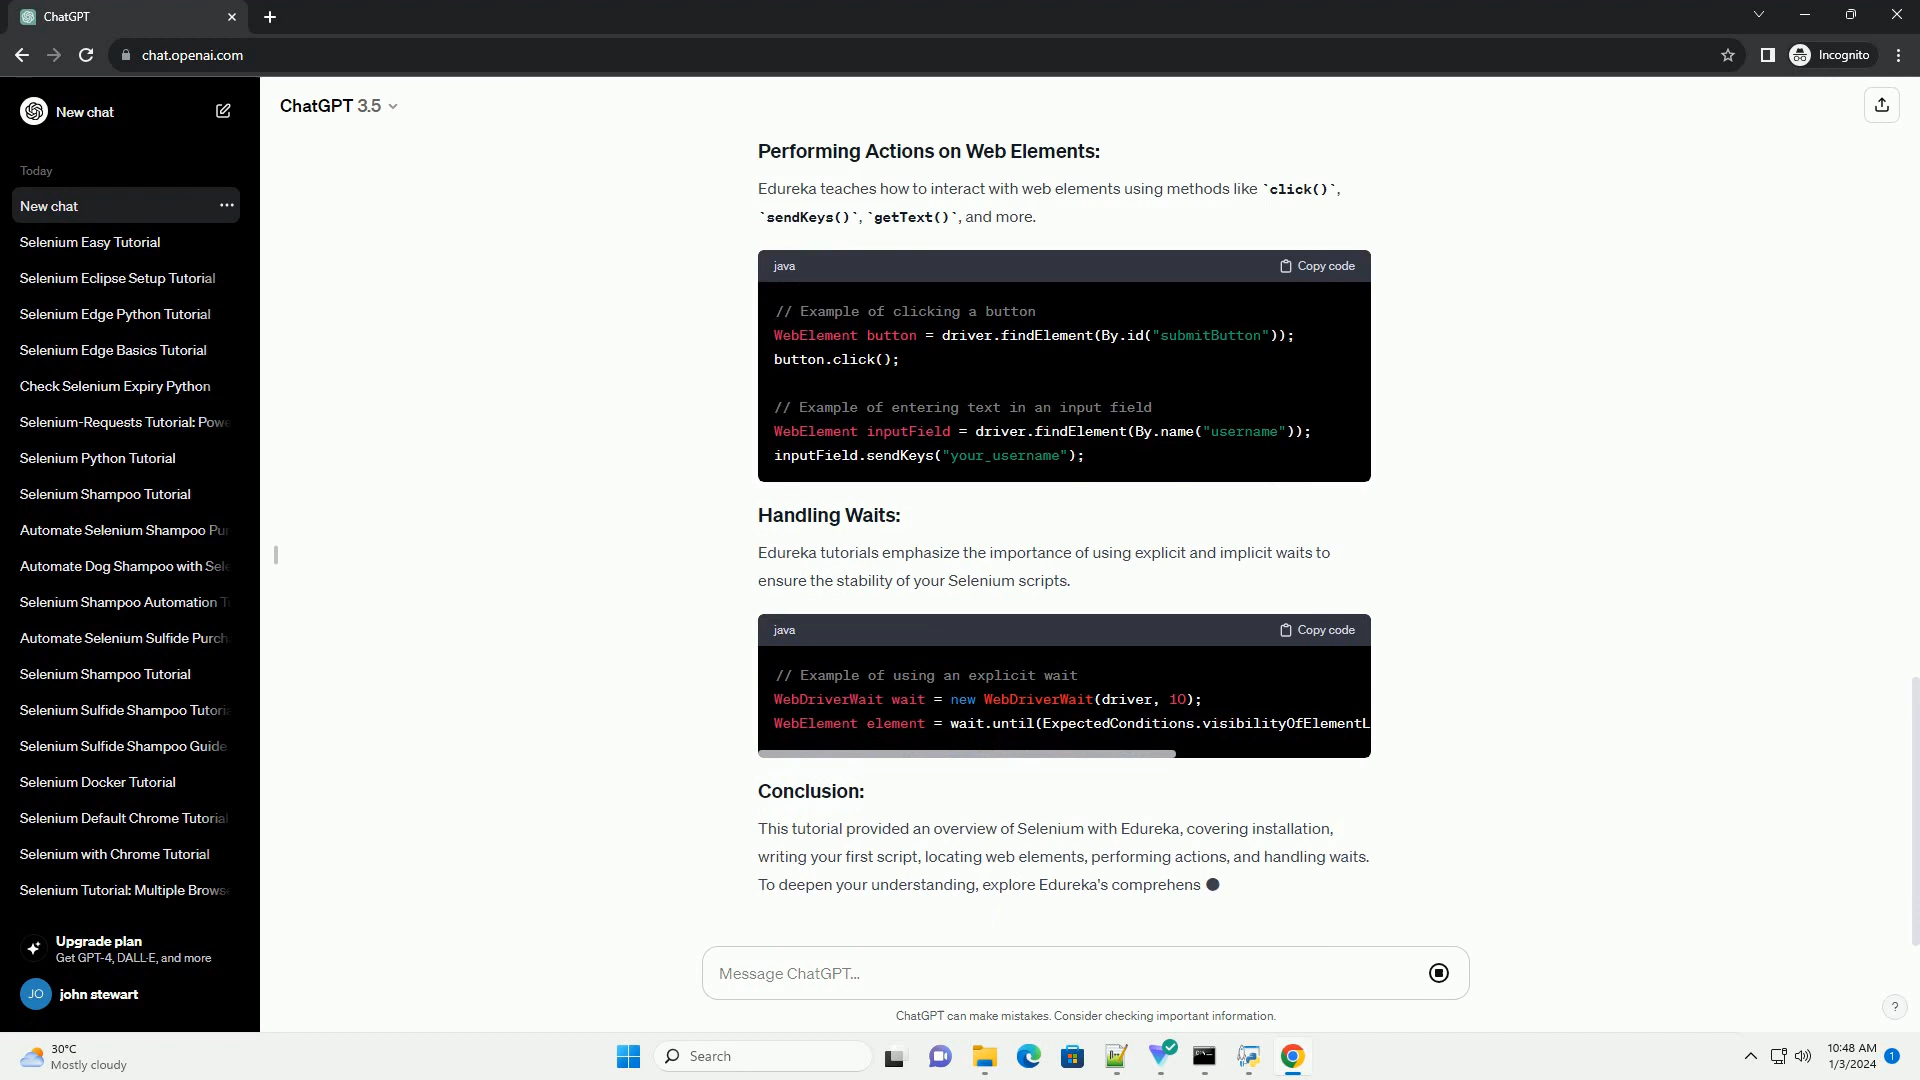 ChatGPT
chat.openai.com
Incognito
New chat
Today
New chat
Selenium Easy Tutorial
Selenium Eclipse Setup Tutorial
Selenium Edge Python Tutorial
Selenium Edge Basics Tutorial
Check Selenium Expiry Python
Selenium-Requests Tutorial: Powe
Selenium Python Tutorial
Selenium Shampoo Tutorial
Automate Selenium Shampoo Pur
Automate Dog Shampoo with Sele
Selenium Shampoo Automation T
Automate Selenium Sulfide Purch
Selenium Shampoo Tutorial
Selenium Sulfide Shampoo Tutoria
Selenium Sulfide Shampoo Guide
Selenium Docker Tutorial
Selenium Default Chrome Tutorial
Selenium with Chrome Tutorial
Selenium Tutorial: Multiple Brows
Upgrade plan
Get GPT-4, DALL·E, and more
JO john stewart
ChatGPT 3.5
Performing Actions on Web Elements:
Edureka teaches how to interact with web elements using methods like `click()`,
`sendKeys()`, `getText()`, and more.
java Copy code
// Example of clicking a button
WebElement button = driver.findElement(By.id("submitButton"));
button.click();
// Example of entering text in an input field
WebElement inputField = driver.findElement(By.name("username"));
inputField.sendKeys("your_username");
Handling Waits:
Edureka tutorials emphasize the importance of using explicit and implicit waits to
ensure the stability of your Selenium scripts.
java Copy code
// Example of using an explicit wait
WebDriverWait wait = new WebDriverWait(driver, 10);
WebElement element = wait.until(ExpectedConditions.visibilityOfElementL
Conclusion:
This tutorial provided an overview of Selenium with Edureka, covering installation,
writing your first script, locating web elements, performing actions, and handling waits.
To deepen your understanding, explore Edureka's comprehens
Message ChatGPT...
ChatGPT can make mistakes. Consider checking important information.
?
30°C
Mostly cloudy
Search
10:48 AM
1/3/2024
1